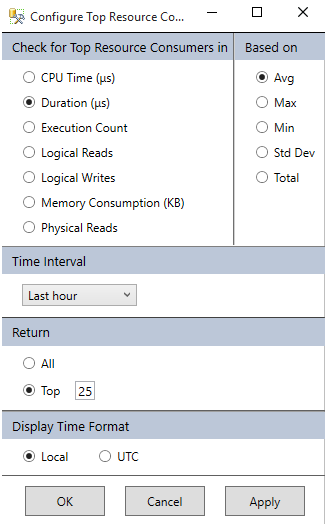 Configure Top Resource Co...
Check for Top Resource Consumers in
CPU Time (µs)
Duration (µs)
Execution Count
Logical Reads
Logical Writes
Memory Consumption (KB)
Physical Reads
Based on
Avg
Max
Min
Std Dev
Total
Time Interval
Last hour
Return
All
Top 25
Display Time Format
Local UTC
OK Cancel Apply